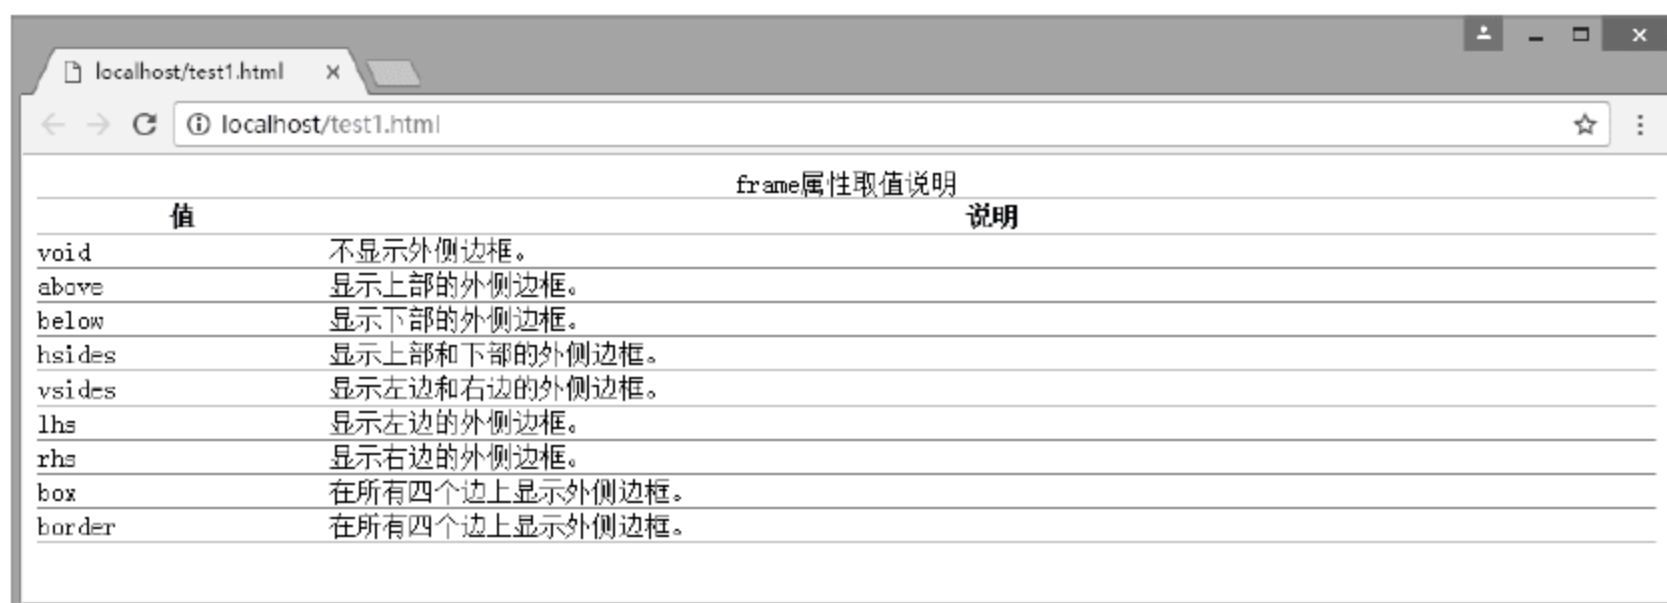 localhost/test1.html
localhost/test1.html
frame属性取值说明
值 说明
void 不显示外侧边框。
above 显示上部的外侧边框。
below 显示下部的外侧边框。
hsides 显示上部和下部的外侧边框。
vsides 显示左边和右边的外侧边框。
lhs 显示左边的外侧边框。
rhs 显示右边的外侧边框。
box 在所有四个边上显示外侧边框。
border 在所有四个边上显示外侧边框。